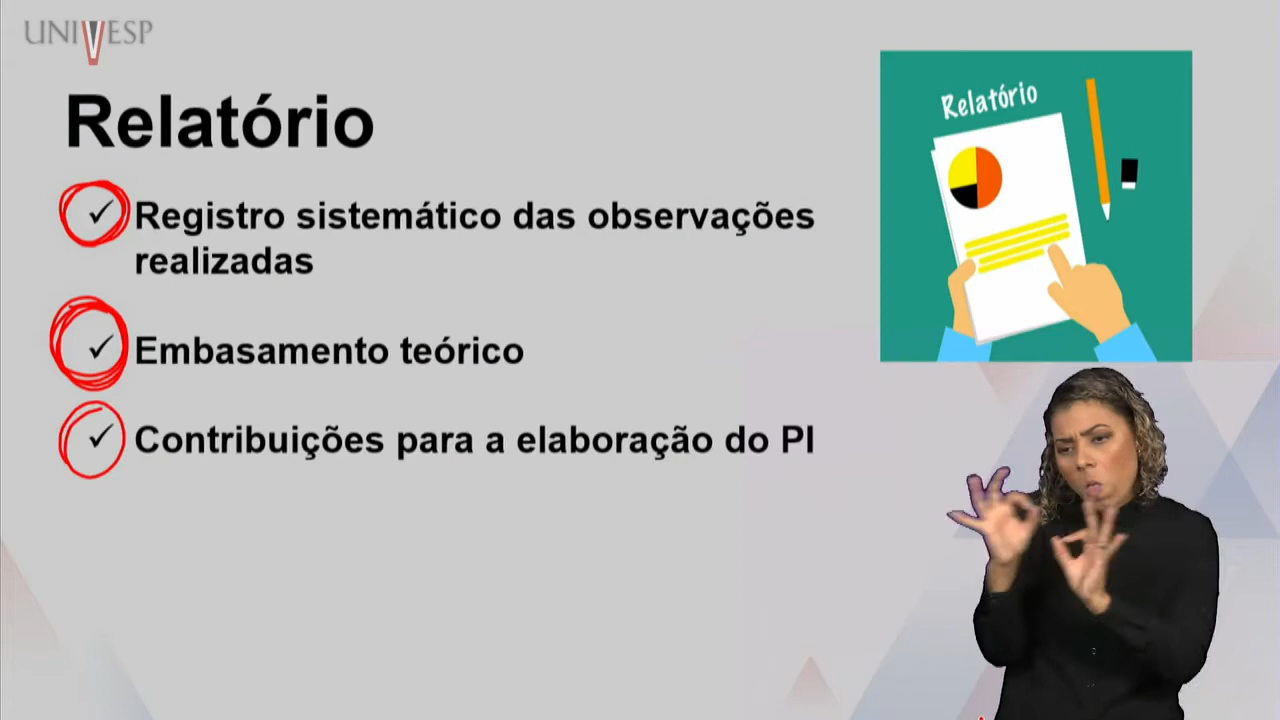 UNIVESP
Relatório
Relatório
Registro sistemático das observações
realizadas
Embasamento teórico
Contribuições para a elaboração do PI